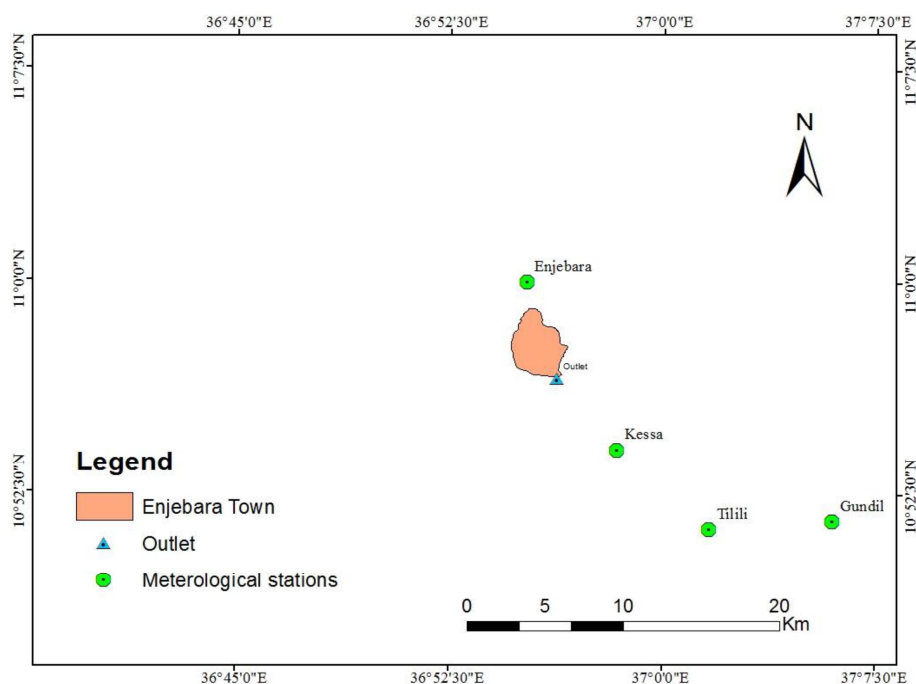 36°45'0"E 36°52'30"E 37°0'0"E 37°7'30"E
11°7'30"N 11°7'30"N
N
Enjebara
11°0'0"N 11°0'0"N
Outlet
Kessa
Legend
10°52'30"N 10°52'30"N
Enjebara Town
Tilili Gundil
Outlet
Meterological stations
0 5 10 20
Km
36°45'0"E 36°52'30"E 37°0'0"E 37°7'30"E